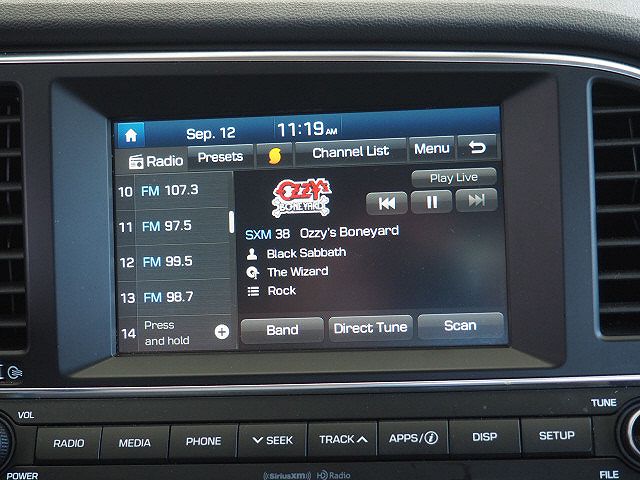 Sep. 12 11:19 AM
Radio Presets Channel List Menu
Play Live
10 FM 107.3
OZZY's
BONEYARD
11 FM 97.5
SXM 38 Ozzy's Boneyard
Black Sabbath
12 FM 99.5
The Wizard
13 FM 98.7
Rock
14 Press and hold
Band Direct Tune Scan
VOL TUNE
RADIO MEDIA PHONE SEEK TRACK APPS/ DISP SETUP
POWER SiriusXM HD Radio FILE